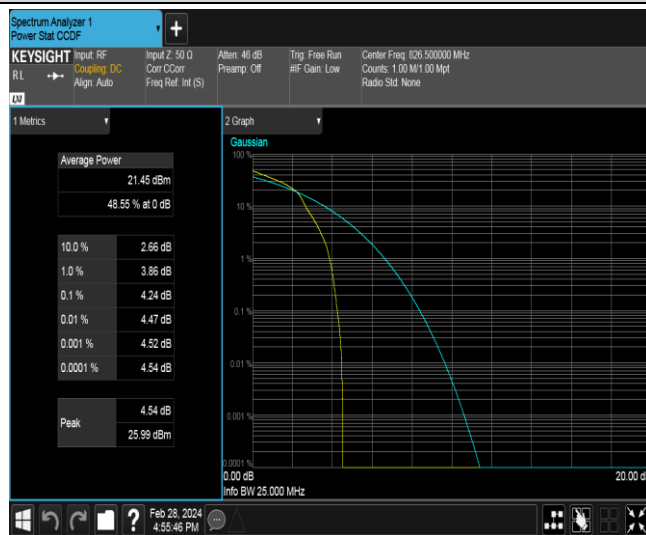 Spectrum Analyzer 1
Power Stat CCDF
KEYSIGHT
RL
LXI
Input: RF
Coupling: DC
Align: Auto
Input Z: 50 Ω
Corr CCorr
Freq Ref: Int (S)
Atten: 46 dB
Preamp: Off
Trig: Free Run
#IF Gain: Low
Center Freq: 826.500000 MHz
Counts: 1.00 M/1.00 Mpt
Radio Std: None
1 Metrics
Average Power
21.45 dBm
48.55 % at 0 dB
10.0 % 2.66 dB
1.0 % 3.86 dB
0.1 % 4.24 dB
0.01 % 4.47 dB
0.001 % 4.52 dB
0.0001 % 4.54 dB
Peak
4.54 dB
25.99 dBm
2 Graph
Gaussian
100 %
10 %
1 %
0.1 %
0.01 %
0.001 %
0.0001 %
0.00 dB
20.00 d
Info BW 25.000 MHz
?
Feb 28, 2024
4:55:46 PM